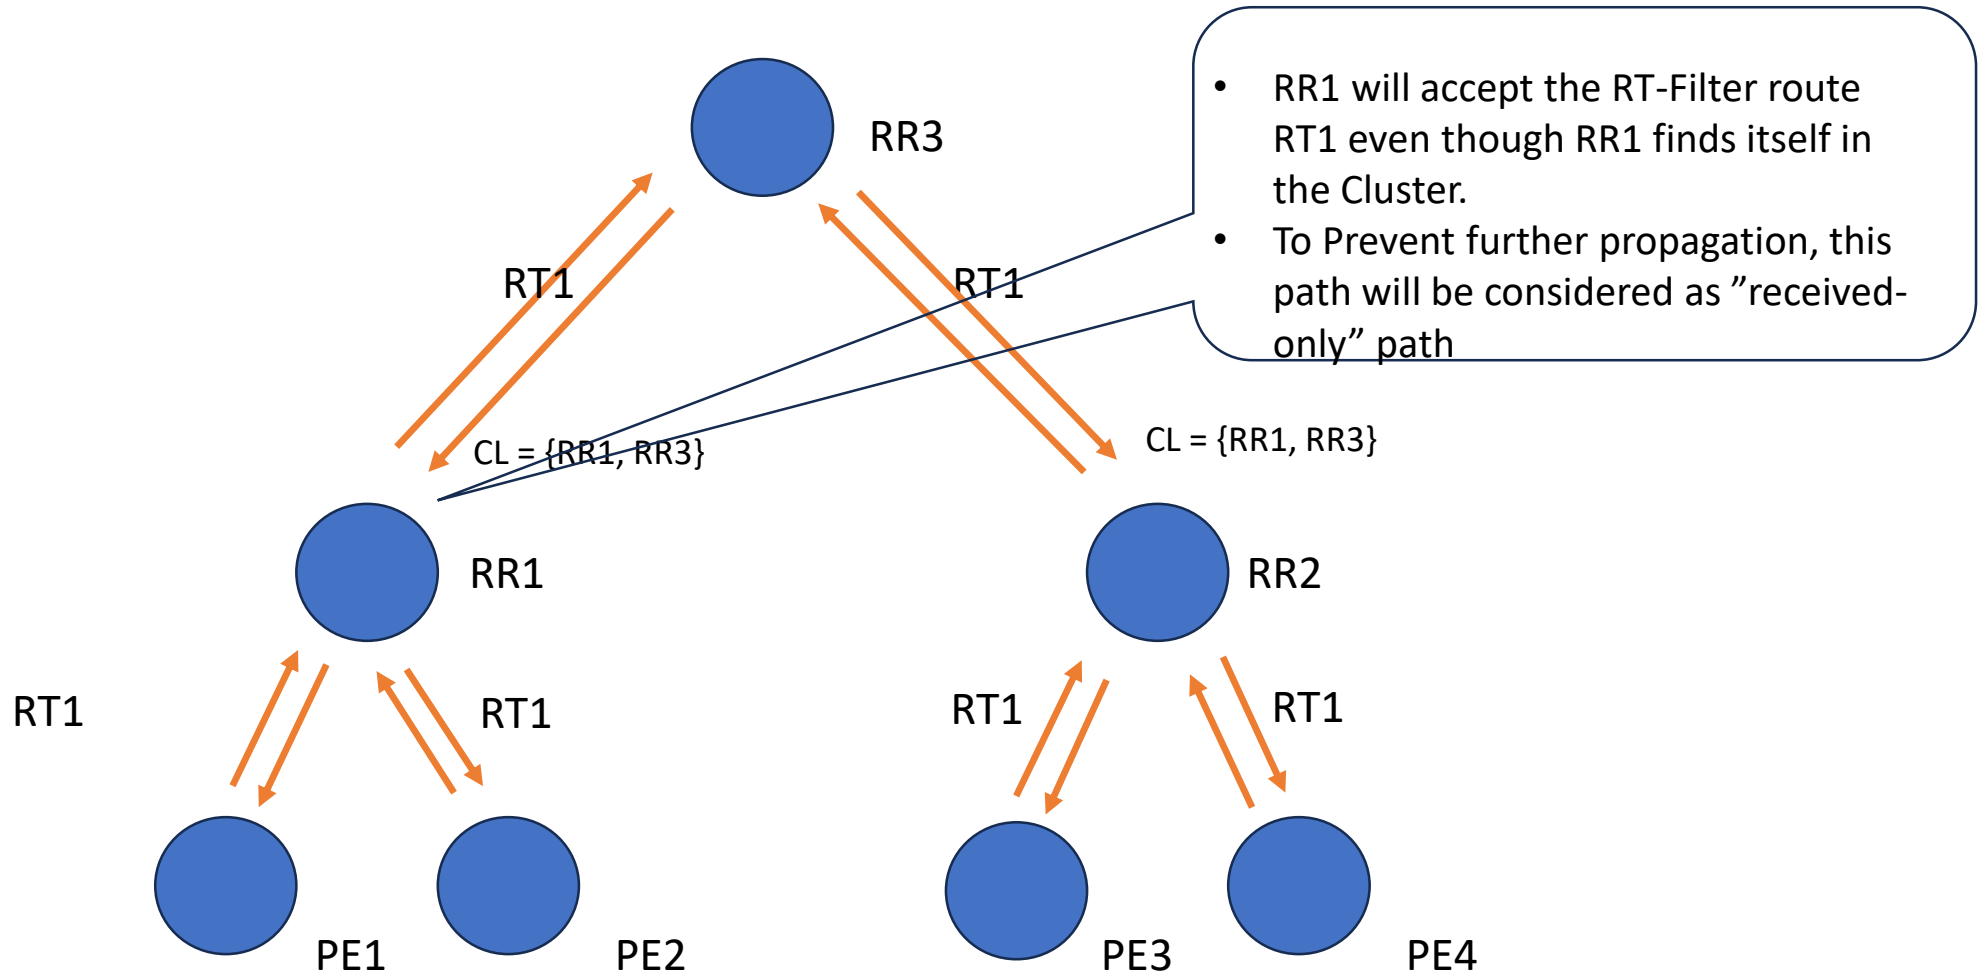 • RR1 will accept the RT-Filter route
RT1 even though RR1 finds itself in
the Cluster.
• To Prevent further propagation, this
path will be considered as ”received-
only” path
RR3
RT1
RT1
CL = {RR1, RR3}
CL = {RR1, RR3}
RR1
RR2
RT1
RT1
RT1
RT1
PE1
PE2
PE3
PE4